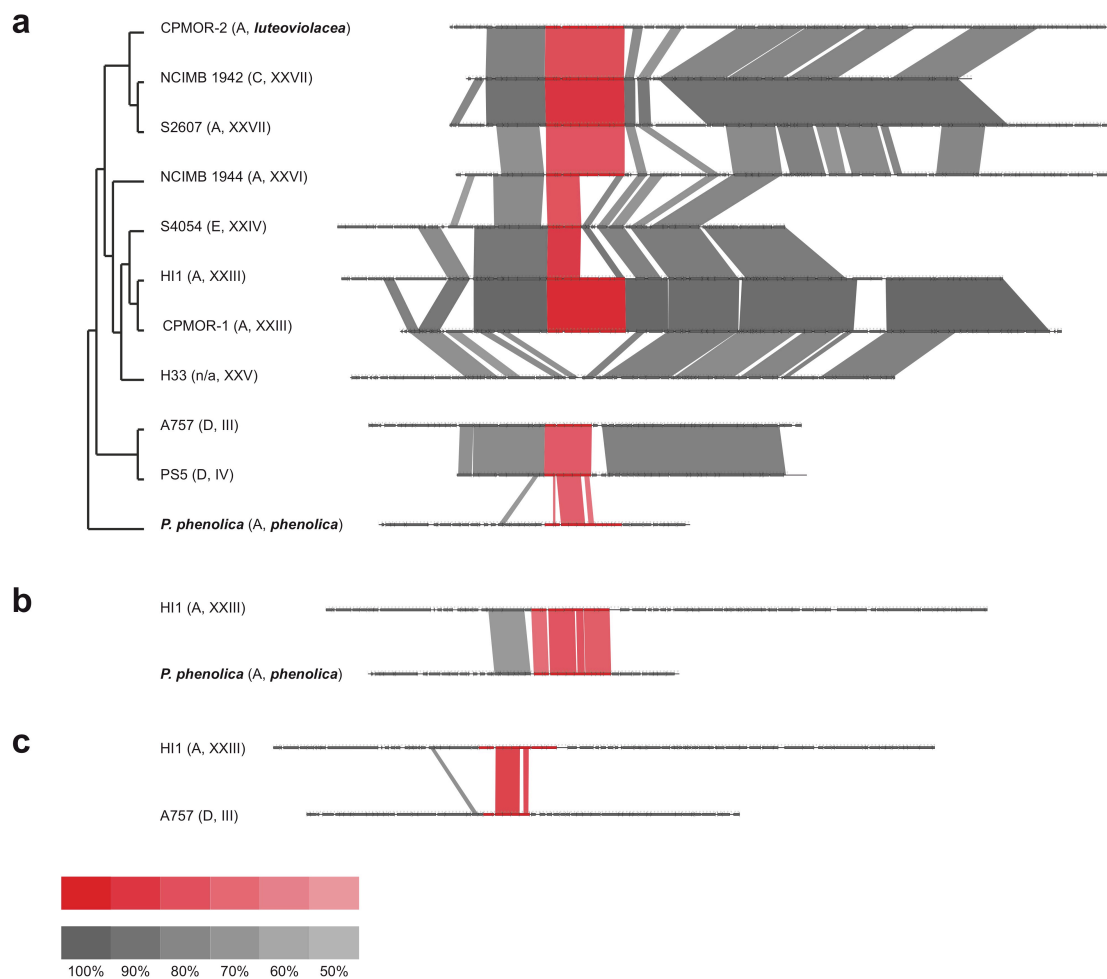 a
CPMOR-2 (A, luteoviolacea)
NCIMB 1942 (C, XXVII)
S2607 (A, XXVII)
NCIMB 1944 (A, XXVI)
S4054 (E, XXIV)
HI1 (A, XXIII)
CPMOR-1 (A, XXIII)
H33 (n/a, XXV)
A757 (D, III)
PS5 (D, IV)
P. phenolica (A, phenolica)
b
HI1 (A, XXIII)
P. phenolica (A, phenolica)
c
HI1 (A, XXIII)
A757 (D, III)
100% 90% 80% 70% 60% 50%